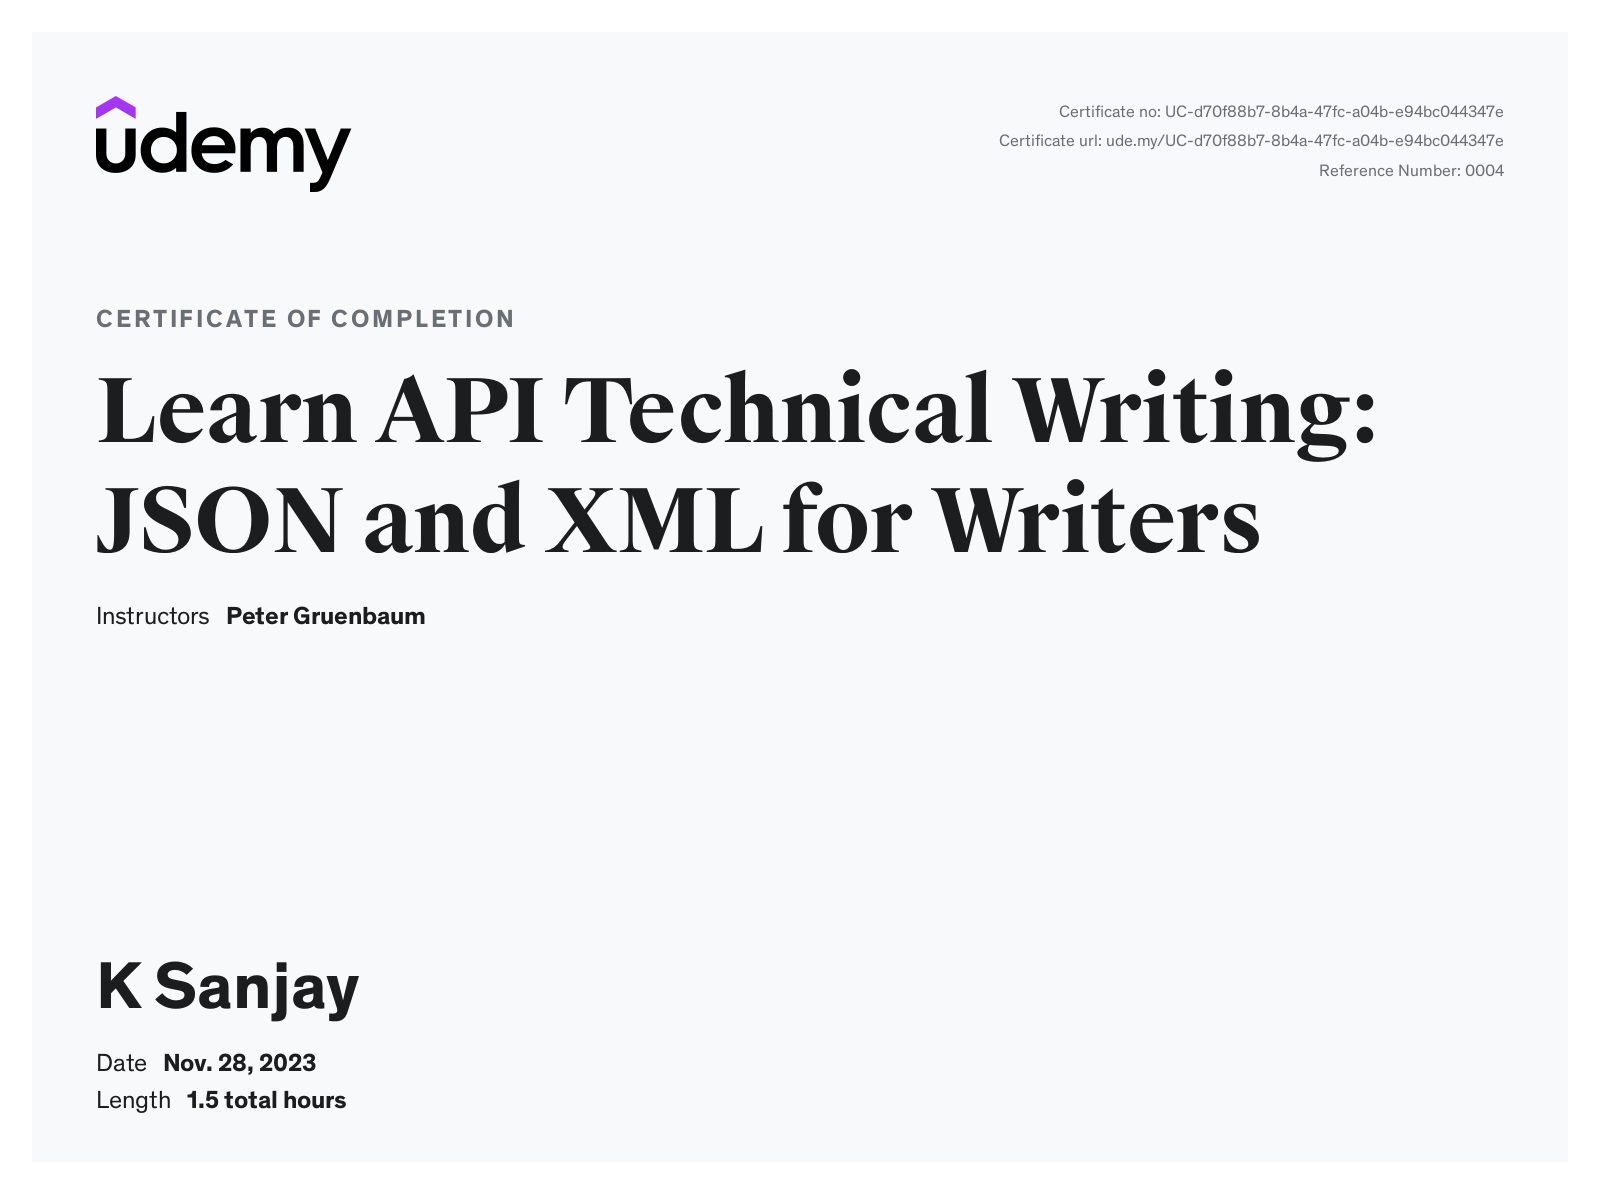 udemy
Certificate no: UC-d70f88b7-8b4a-47fc-a04b-e94bc044347e
Certificate url: ude.my/UC-d70f88b7-8b4a-47fc-a04b-e94bc044347e
Reference Number: 0004
CERTIFICATE OF COMPLETION
Learn API Technical Writing:
JSON and XML for Writers
Instructors Peter Gruenbaum
K Sanjay
Date Nov. 28, 2023
Length 1.5 total hours